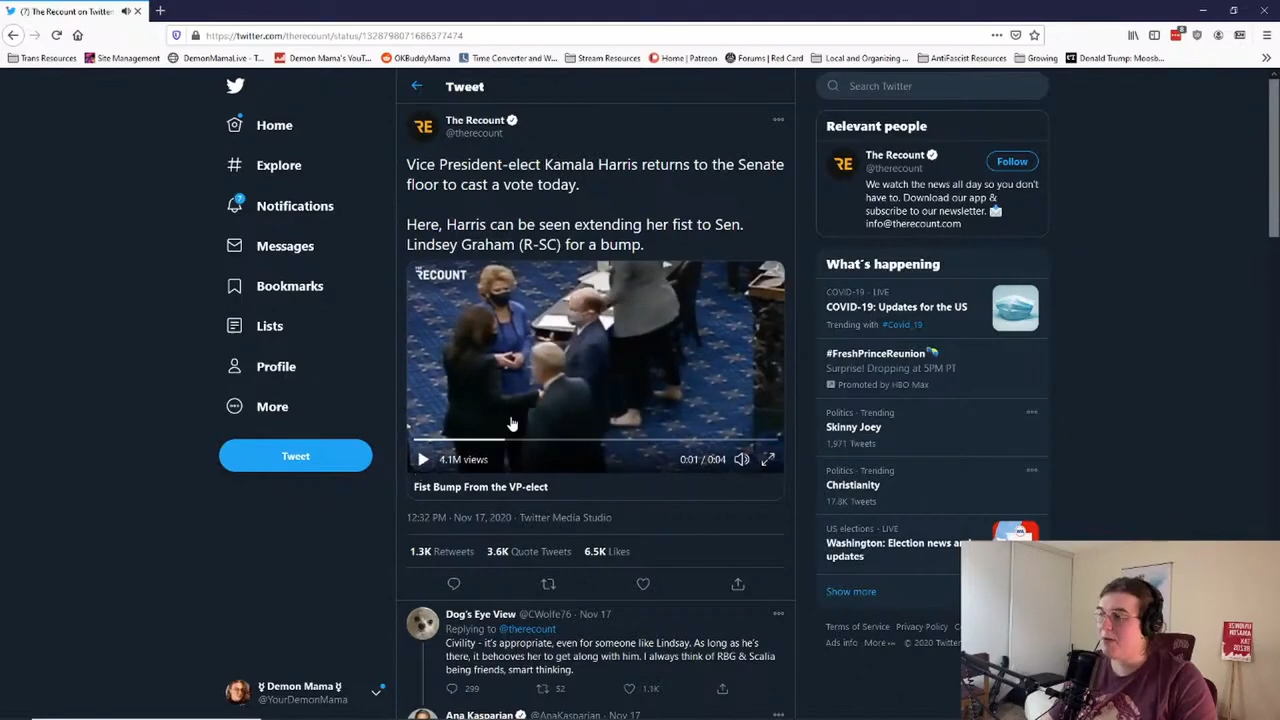 (7) The Recount on Twitter
https://twitter.com/therecount/status/1328798071686377474
Trans Resources
Site Management
DemonMamaLive - T...
Demon Mama's YouT...
OKBuddyMama
Time Converter and W...
Stream Resources
Home | Patreon
Forums | Red Card
Local and Organizing ...
AntiFascist Resources
Growing
Donald Trump: Moosb...
Home
Explore
7
Notifications
Messages
Bookmarks
Lists
Profile
More
Tweet
☿ Demon Mama ☿
@YourDemonMama
Tweet
RE
The Recount
@therecount
Vice President-elect Kamala Harris returns to the Senate
floor to cast a vote today.
Here, Harris can be seen extending her fist to Sen.
Lindsey Graham (R-SC) for a bump.
THE RECOUNT
4.1M views
0:01 / 0:04
Fist Bump From the VP-elect
12:32 PM · Nov 17, 2020 · Twitter Media Studio
1.3K Retweets 3.6K Quote Tweets 6.5K Likes
Dog's Eye View @CWolfe76 · Nov 17
Replying to @therecount
Civility - it's appropriate, even for someone like Lindsay. As long as he's
there, it behooves her to get along with him. I always think of RBG & Scalia
being friends, smart thinking.
299 52 1.1K
Ana Kasparian @AnaKasparian · Nov 17
Search Twitter
Relevant people
RE
The Recount
@therecount
Follow
We watch the news all day so you don't
have to. Download our app &
subscribe to our newsletter.
info@therecount.com
What's happening
COVID-19 · LIVE
COVID-19: Updates for the US
Trending with #Covid_19
#FreshPrinceReunion
Surprise! Dropping at 5PM PT
Promoted by HBO Max
Politics · Trending
Skinny Joey
1,971 Tweets
Politics · Trending
Christianity
17.8K Tweets
US elections · LIVE
Washington: Election news and
updates
Show more
Terms of Service Privacy Policy
Ads info More © 2020 Twitter